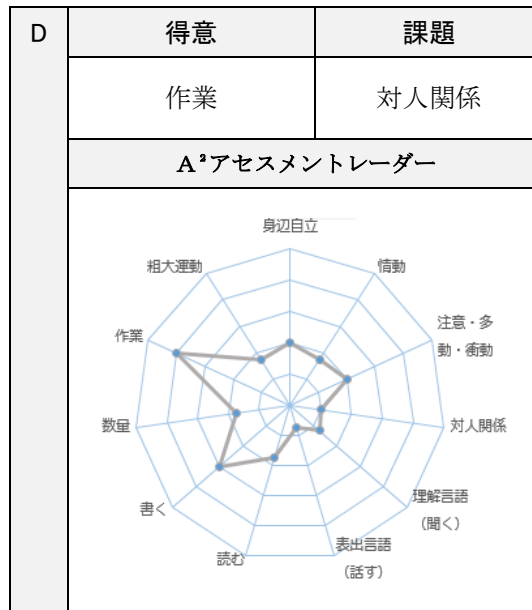 D
得意
課題
作業
対人関係
A²アセスメントレーダー
身辺自立
粗大運動
情動
作業
注意・多
動・衝動
数量
対人関係
書く
理解言語
(聞く)
読む
表出言語
(話す)